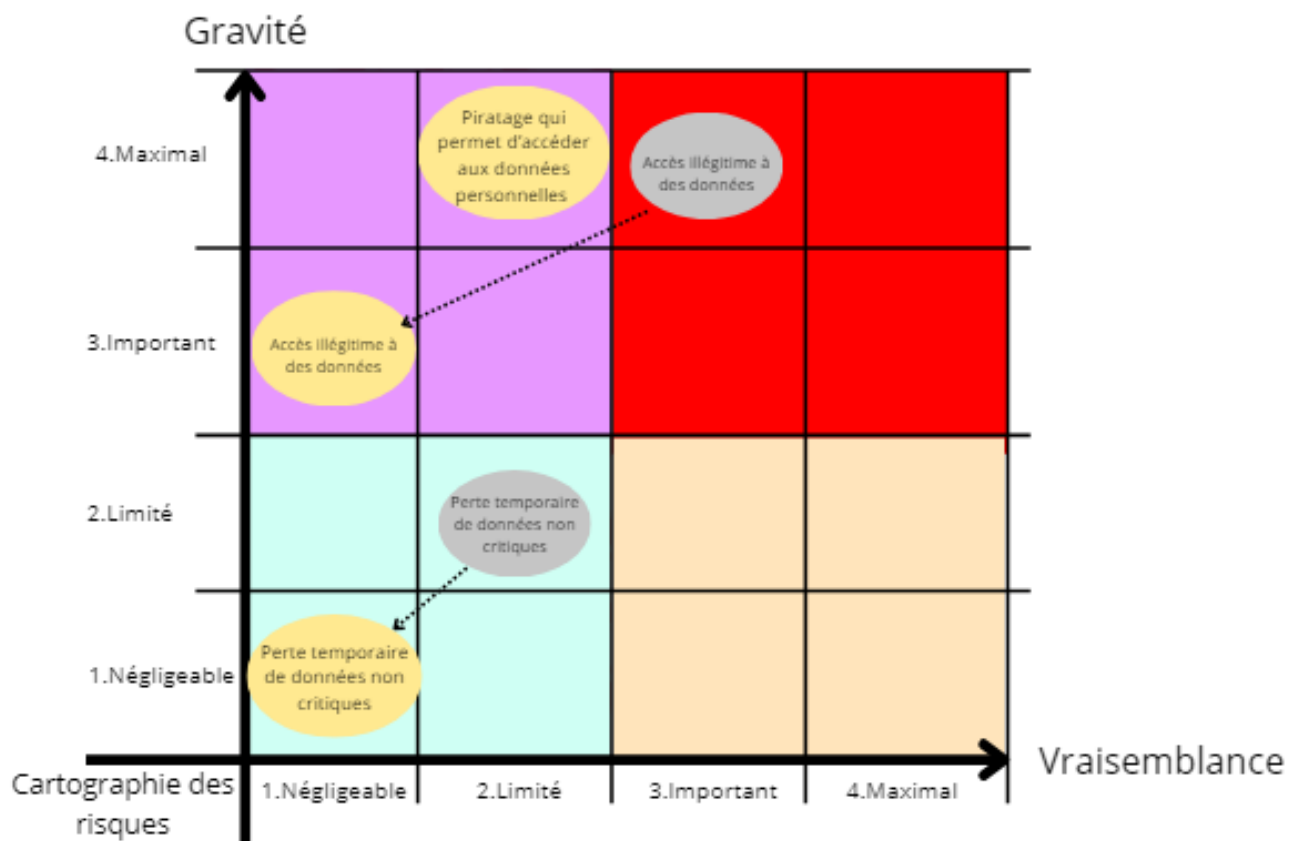 Gravité
4.Maximal
Piratage qui
permet d'accéder
aux données
personnelles
Accès illégitime à
des données
3.Important
Accès illégitime à
des données
2.Limité
Perte temporaire
de données non
critiques
1.Négligeable
Perte temporaire
de données non
critiques
Vraisemblance
Cartographie des
risques
1.Négligeable
2.Limité
3.Important
4.Maximal